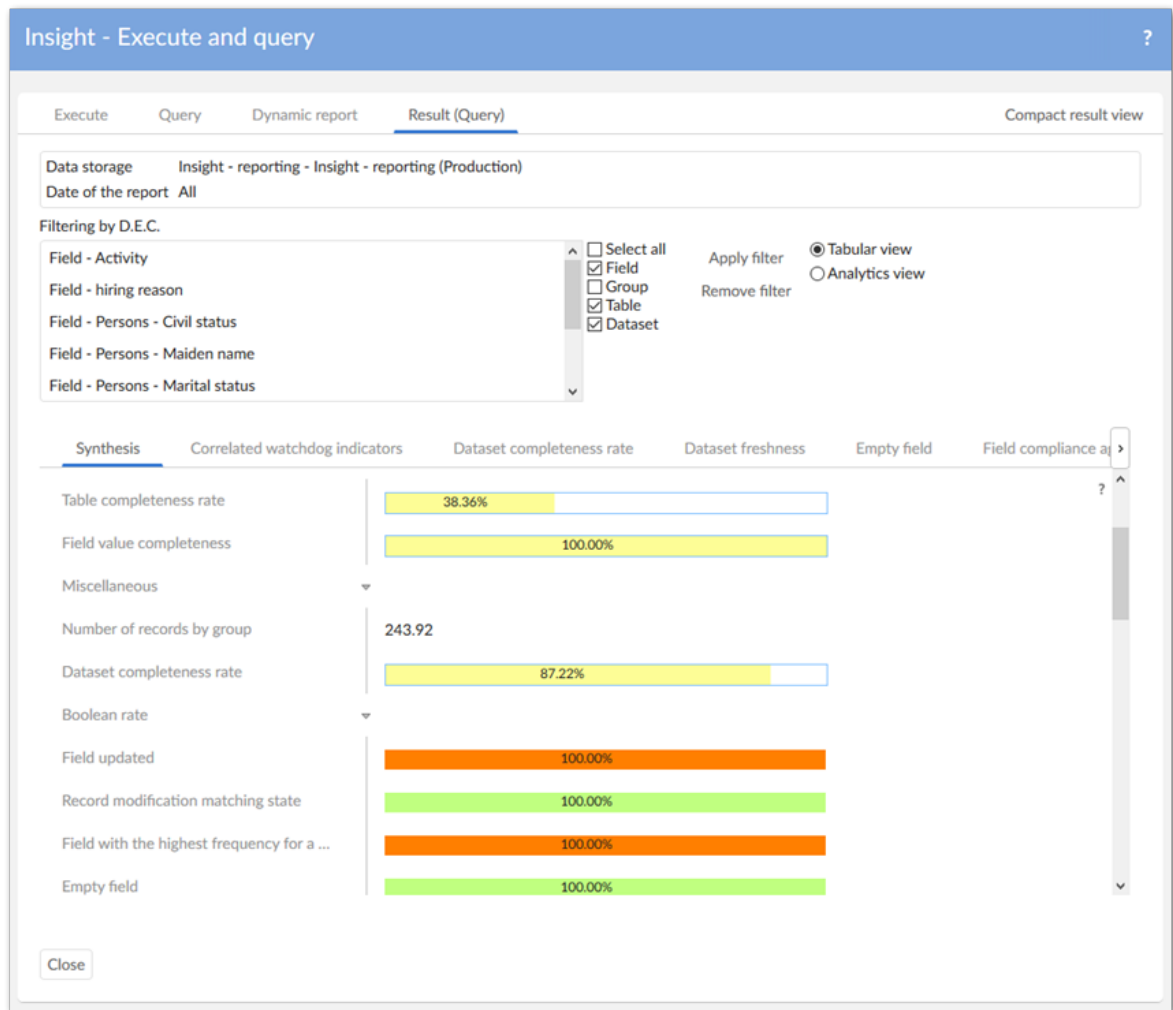 Insight - Execute and query ?
Execute Query Dynamic report Result (Query) Compact result view
Data storage Insight - reporting - Insight - reporting (Production)
Date of the report All
Filtering by D.E.C.
Field - Activity
Field - hiring reason
Field - Persons - Civil status
Field - Persons - Maiden name
Field - Persons - Marital status
Select all
Field
Group
Table
Dataset
Apply filter
Remove filter
Tabular view
Analytics view
Synthesis Correlated watchdog indicators Dataset completeness rate Dataset freshness Empty field Field compliance
?
Table completeness rate 38.36%
Field value completeness 100.00%
Miscellaneous
Number of records by group 243.92
Dataset completeness rate 87.22%
Boolean rate
Field updated 100.00%
Record modification matching state 100.00%
Field with the highest frequency for a ... 100.00%
Empty field 100.00%
Close